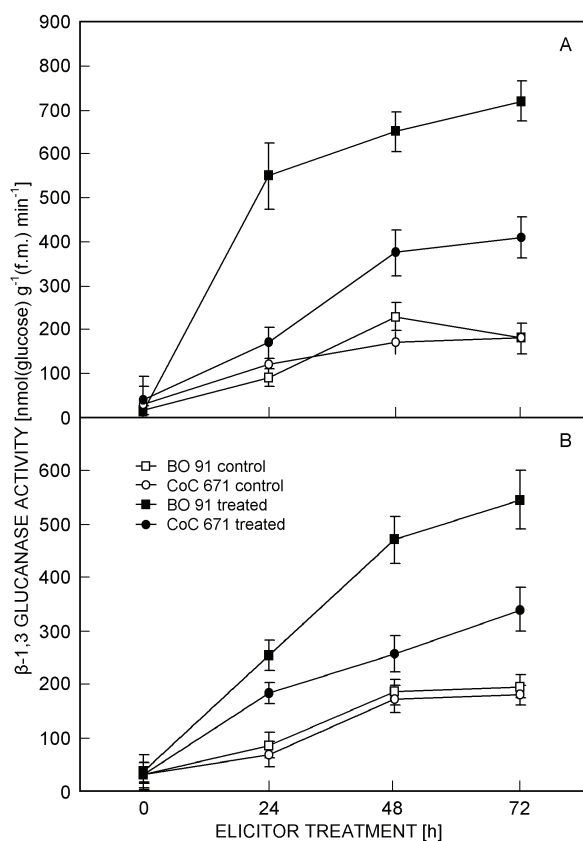 900
A
800
700
600
500
400
300
200
100
0
B
600
500
400
300
200
100
0
BO 91 control
CoC 671 control
BO 91 treated
CoC 671 treated
0 24 48 72
ELICITOR TREATMENT [h]
β-1,3 GLUCANASE ACTIVITY [nmol(glucose) g⁻¹(f.m.) min⁻¹]